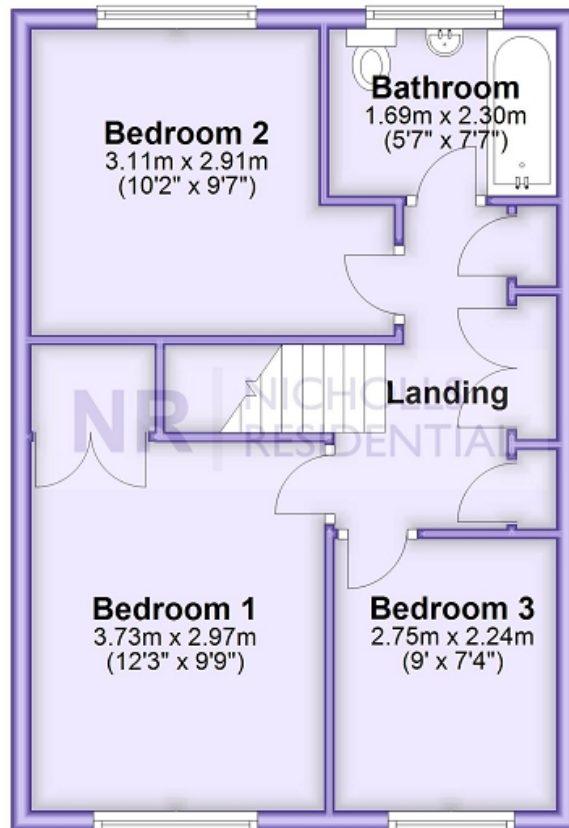 Bedroom 2
3.11m x 2.91m
(10'2" x 9'7")
Bathroom
1.69m x 2.30m
(5'7" x 7'7")
NR
NICHOLLS
RESIDENTIAL
Landing
Bedroom 1
3.73m x 2.97m
(12'3" x 9'9")
Bedroom 3
2.75m x 2.24m
(9' x 7'4")